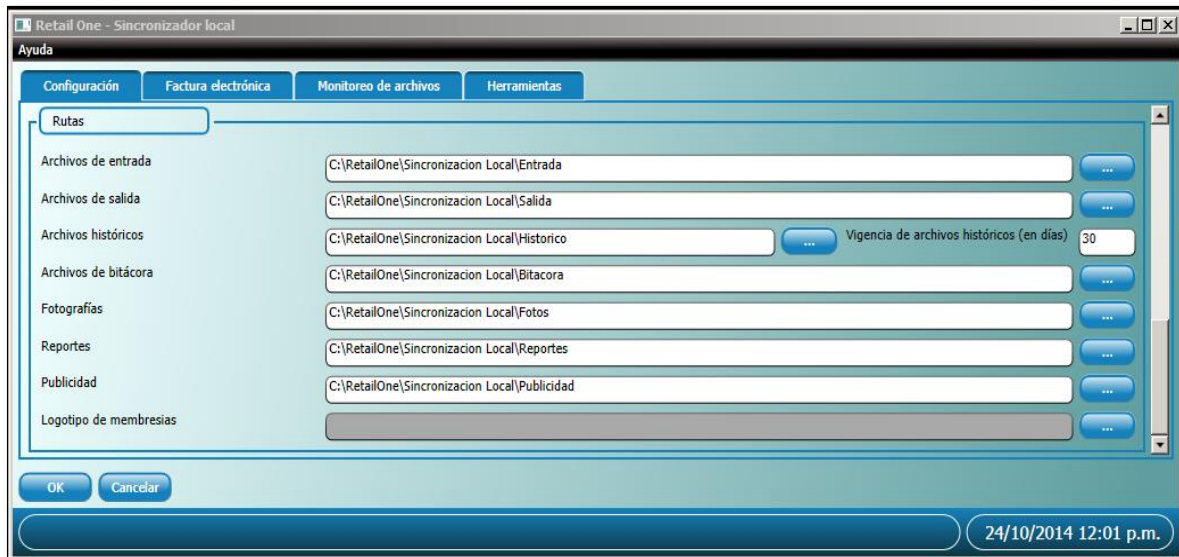 Retail One - Sincronizador local
Ayuda
Configuración Factura electrónica Monitoreo de archivos Herramientas
Rutas
Archivos de entrada C:\RetailOne\Sincronizacion Local\Entrada ...
Archivos de salida C:\RetailOne\Sincronizacion Local\Salida ...
Archivos históricos C:\RetailOne\Sincronizacion Local\Historico ... Vigencia de archivos históricos (en días) 30
Archivos de bitácora C:\RetailOne\Sincronizacion Local\Bitacora ...
Fotografías C:\RetailOne\Sincronizacion Local\Fotos ...
Reportes C:\RetailOne\Sincronizacion Local\Reportes ...
Publicidad C:\RetailOne\Sincronizacion Local\Publicidad ...
Logotipo de membresias ...
OK Cancelar
24/10/2014 12:01 p.m.